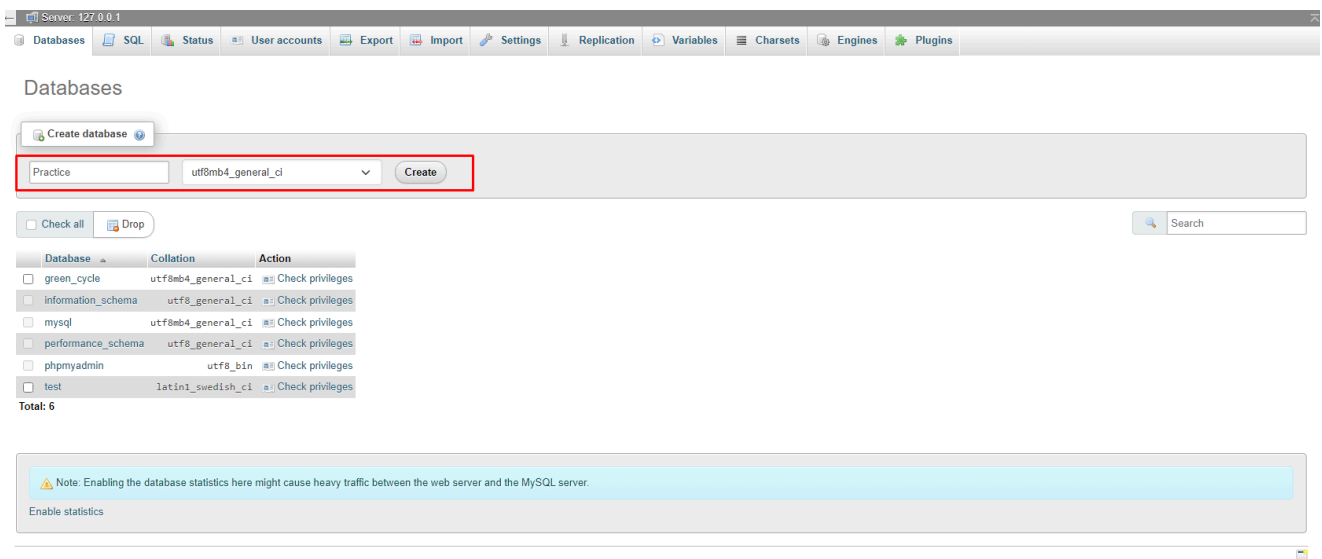 Server: 127.0.0.1
Databases SQL Status User accounts Export Import Settings Replication Variables Charsets Engines Plugins
Databases
Create database
Practice utf8mb4_general_ci Create
Check all Drop Search
Database Collation Action
green_cycle utf8mb4_general_ci Check privileges
information_schema utf8_general_ci Check privileges
mysql utf8mb4_general_ci Check privileges
performance_schema utf8_general_ci Check privileges
phpmyadmin utf8_bin Check privileges
test latin1_swedish_ci Check privileges
Total: 6
Note: Enabling the database statistics here might cause heavy traffic between the web server and the MySQL server.
Enable statistics